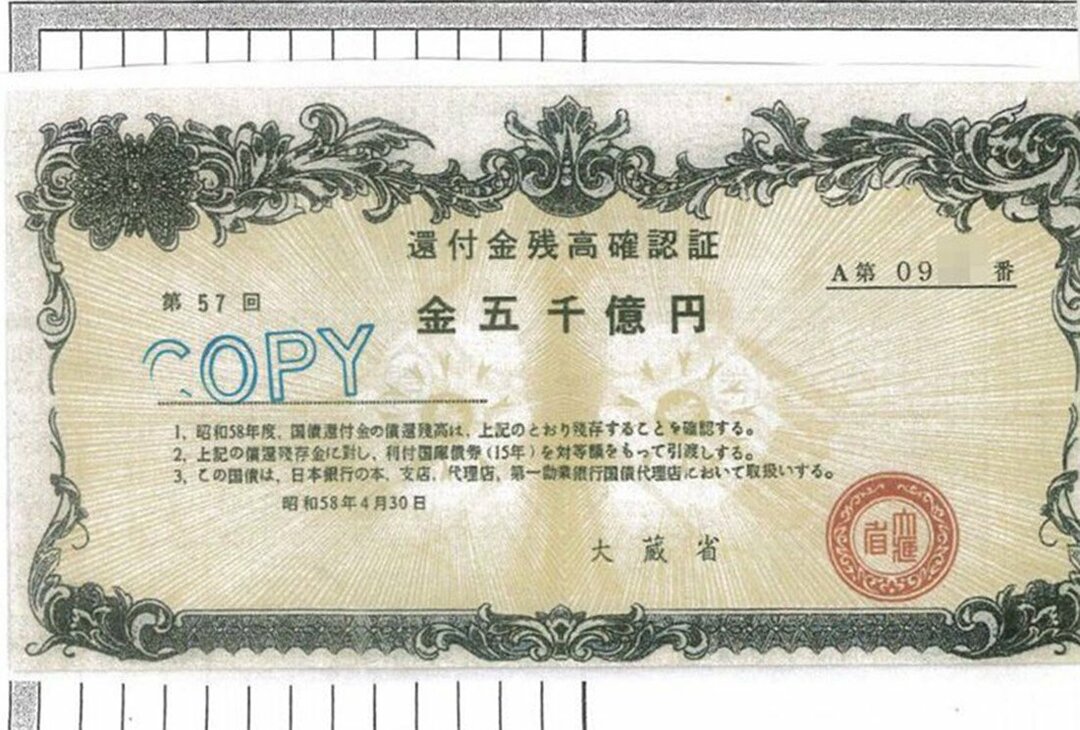 還付金残高確認証
A第 09 番
第57回
金五千億円
COPY
1、昭和58年度、国債還付金の償還残高は、上記のとおり残存することを確認する。
2、上記の償還残存金に対し、利付国庫債券(15年)を対等額をもって引渡しする。
3、この国債は、日本銀行の本、支店、代理店、第一勧業銀行国債代理店において取扱いする。
昭和58年4月30日
大蔵省
大蔵省